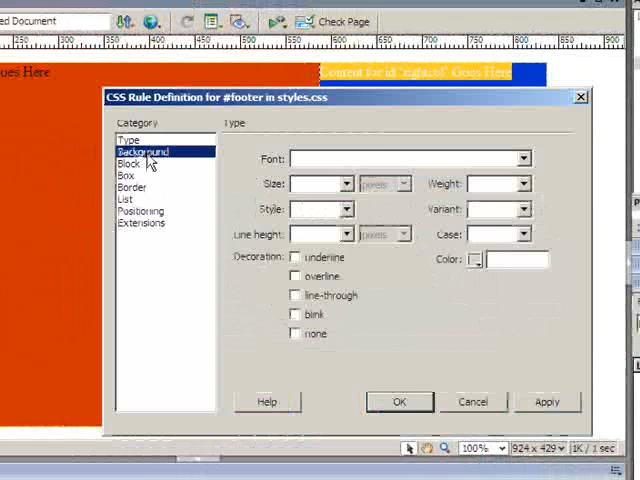 ed Document
Check Page
250 300 350 400 450 500 550 600 650 700 750 800 850 900
oes Here
Content for id "rightcol" Goes Here
CSS Rule Definition for #footer in styles.css
Category
Type
Type
Background
Block
Box
Border
List
Positioning
Extensions
Font:
Size:
pixels
Weight:
Style:
Variant:
Line height:
pixels
Case:
Decoration:
underline
overline
line-through
blink
none
Color:
Help
OK
Cancel
Apply
100%
924 x 429
1K / 1 sec